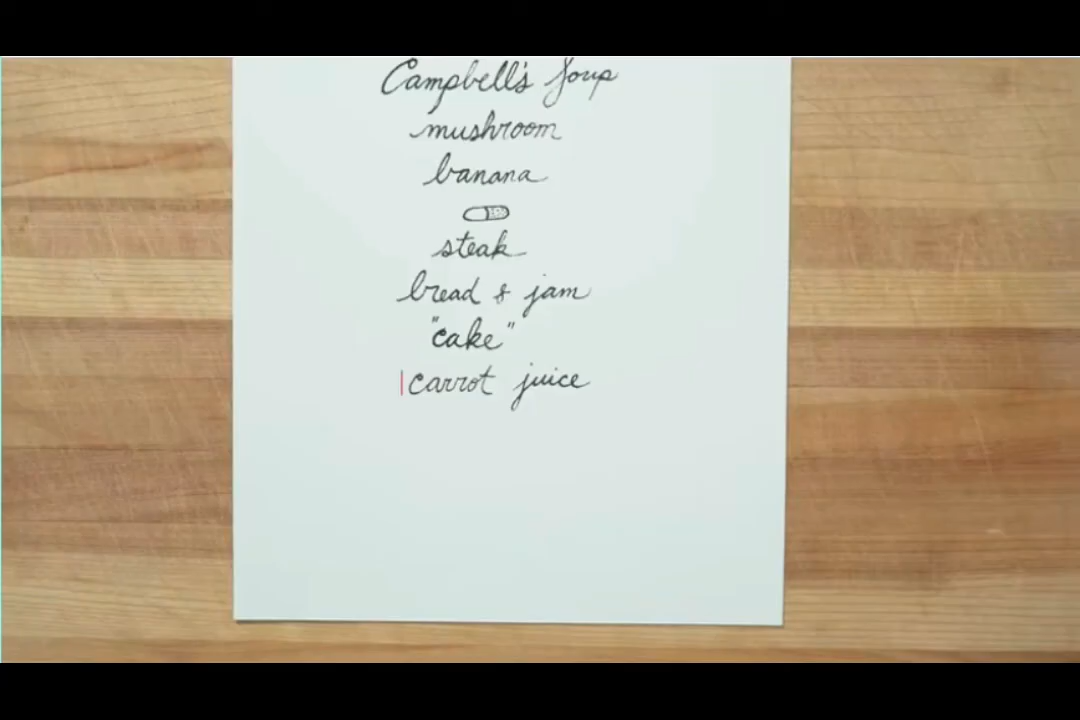 Campbell's Soup
mushroom
banana
steak
bread & jam
"cake"
carrot juice